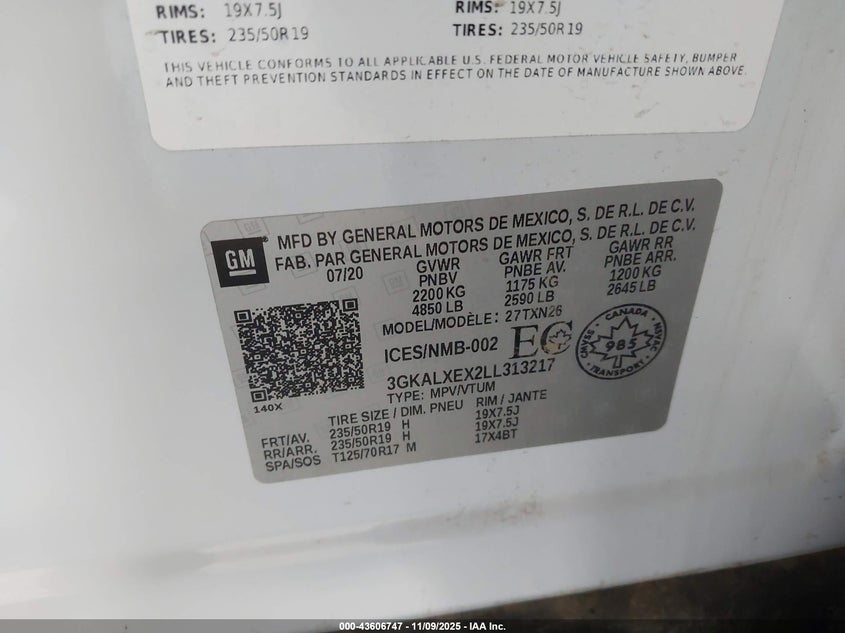 RIMS: 19X7.5J RIMS: 19X7.5J
TIRES: 235/50R19 TIRES: 235/50R19
THIS VEHICLE CONFORMS TO ALL APPLICABLE U.S. FEDERAL MOTOR VEHICLE SAFETY, BUMPER
AND THEFT PREVENTION STANDARDS IN EFFECT ON THE DATE OF MANUFACTURE SHOWN ABOVE.
GM
MFD BY GENERAL MOTORS DE MEXICO, S. DE R.L. DE C.V.
FAB. PAR GENERAL MOTORS DE MEXICO, S. DE R.L. DE C.V.
07/20 GVWR GAWR FRT GAWR RR
PNBV PNBE AV. PNBE ARR.
2200 KG 1175 KG 1200 KG
4850 LB 2590 LB 2645 LB
MODEL/MODÈLE: 27TXN26
ICES/NMB-002 EC
CANADA
985
SVAMC
NSVAC
TRANSPORT
3GKALXEX2LL313217
TYPE: MPV/VTUM
140X
TIRE SIZE / DIM. PNEU RIM / JANTE
FRT/AV. 235/50R19 H 19X7.5J
RR/ARR. 235/50R19 H 19X7.5J
SPA/SOS T125/70R17 M 17X4BT
000-43606747 - 11/09/2025 - IAA Inc.